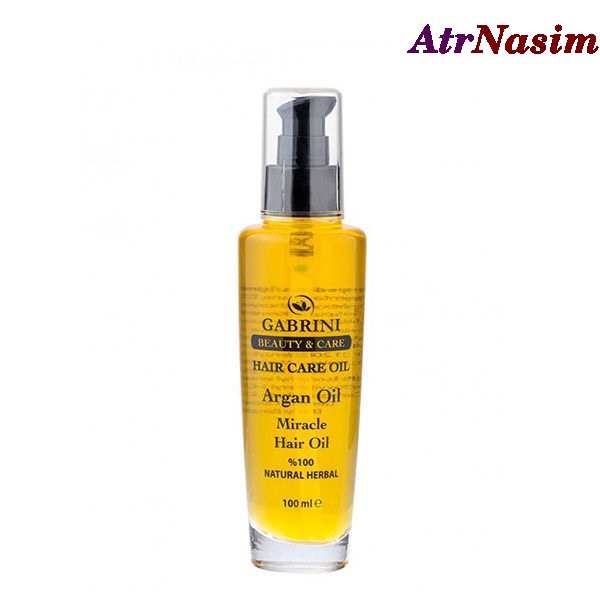 AtrNasim
GABRINI
BEAUTY & CARE
HAIR CARE OIL
Argan Oil
Miracle
Hair Oil
%100
NATURAL HERBAL
100 ml e